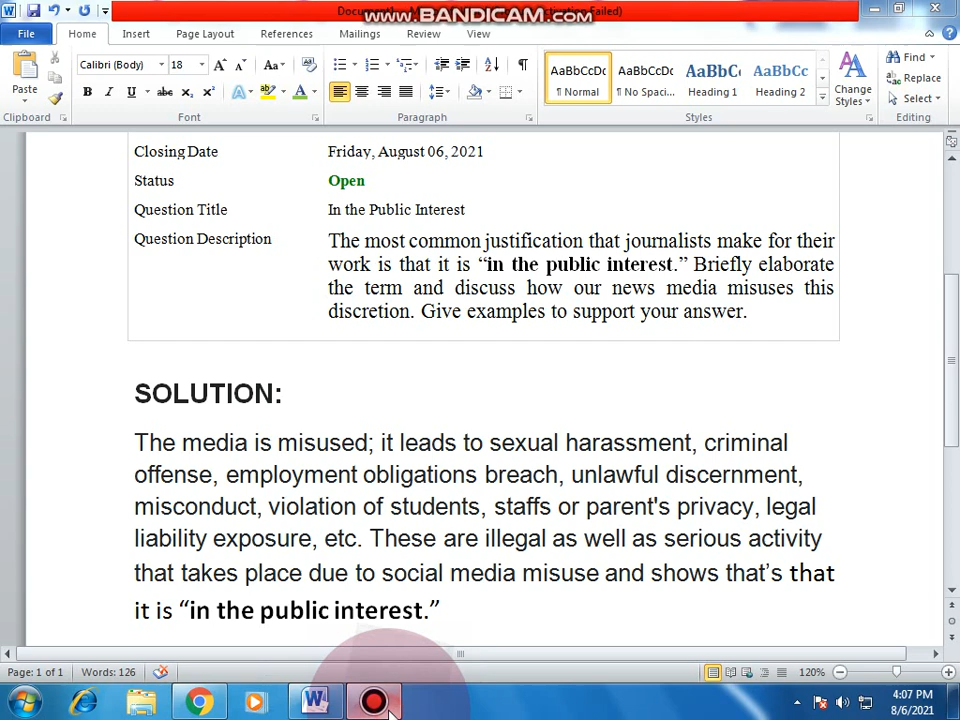 Document1
www.BANDICAM.com
Activation Failed)
File
Home
Insert
Page Layout
References
Mailings
Review
View
Paste
Clipboard
Calibri (Body)
18
Font
Paragraph
AaBbCcDc
¶ Normal
AaBbCcDc
¶ No Spaci...
AaBbC
Heading 1
AaBbCc
Heading 2
Change Styles
Styles
Find
Replace
Select
Editing
Closing Date
Friday, August 06, 2021
Status
Open
Question Title
In the Public Interest
Question Description
The most common justification that journalists make for their
work is that it is “in the public interest.” Briefly elaborate
the term and discuss how our news media misuses this
discretion. Give examples to support your answer.
SOLUTION:
The media is misused; it leads to sexual harassment, criminal
offense, employment obligations breach, unlawful discernment,
misconduct, violation of students, staffs or parent's privacy, legal
liability exposure, etc. These are illegal as well as serious activity
that takes place due to social media misuse and shows that’s that
it is “in the public interest.”
Page: 1 of 1
Words: 126
120%
4:07 PM
8/6/2021